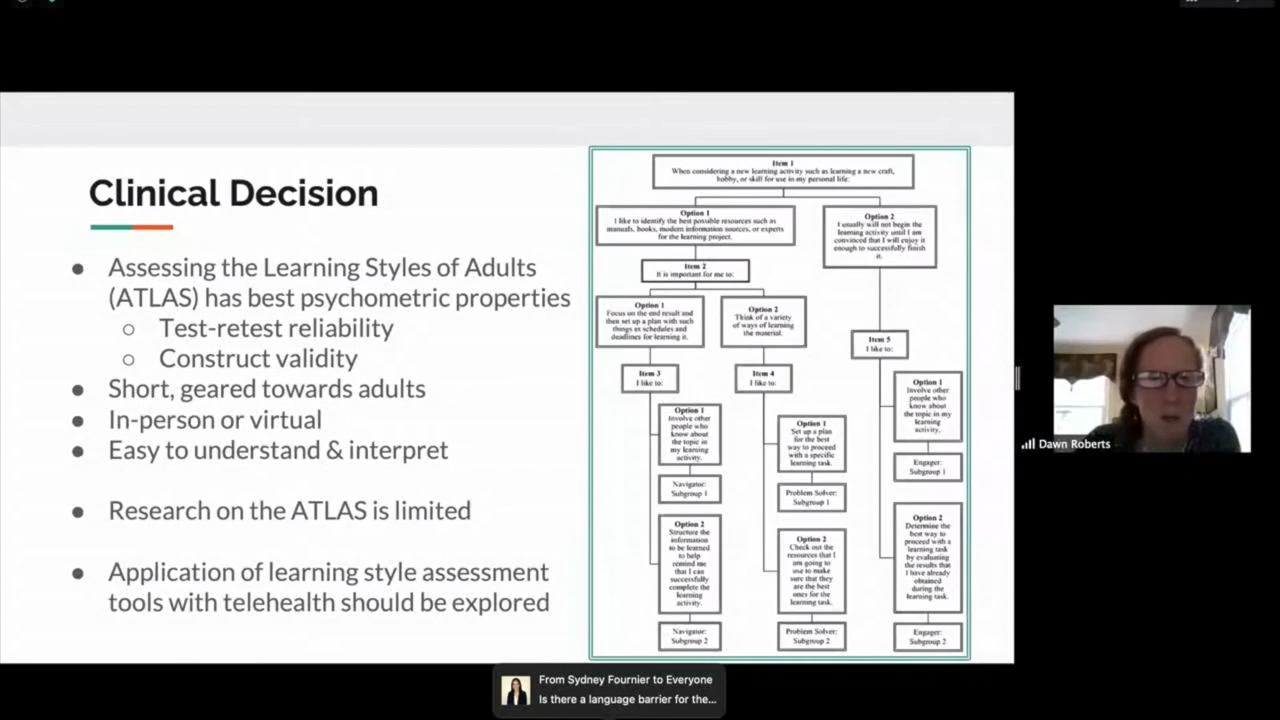 Clinical Decision
● Assessing the Learning Styles of Adults
(ATLAS) has best psychometric properties
○ Test-retest reliability
○ Construct validity
● Short, geared towards adults
● In-person or virtual
● Easy to understand & interpret
● Research on the ATLAS is limited
● Application of learning style assessment
tools with telehealth should be explored
Item 1
When considering a new learning activity such as learning a new craft,
hobby, or skill for use in my personal life:
Option 1
I like to identify the best possible resources such as
manuals, books, modern information sources, or experts
for the learning project.
Option 2
I usually will not begin the
learning activity until I am
convinced that I will enjoy it
enough to successfully finish
it.
Item 2
It is important for me to:
Option 1
Focus on the end result and
then set up a plan with such
things as schedules and
deadlines for learning it.
Option 2
Think of a variety
of ways of learning
the material.
Item 3
I like to:
Option 1
Involve other
people who
know about
the topic in
my learning
activity.
Navigator:
Subgroup 1
Option 2
Structure the
information
to be learned
to help
remind me
that I can
successfully
complete the
learning
activity.
Navigator:
Subgroup 2
Item 4
I like to:
Option 1
Set up a plan
for the best
way to proceed
with a specific
learning task.
Problem Solver:
Subgroup 1
Option 2
Check out the
resources that I
am going to
use to make
sure that they
are the best
ones for the
learning task.
Problem Solver:
Subgroup 2
Item 5
I like to:
Option 1
Involve other
people who
know about
the topic in my
learning
activity.
Engager:
Subgroup 1
Option 2
Determine the
best way to
proceed with a
learning task
by evaluating
the results that
I have already
obtained
during the
learning task.
Engager:
Subgroup 2
Dawn Roberts
From Sydney Fournier to Everyone
Is there a language barrier for the...